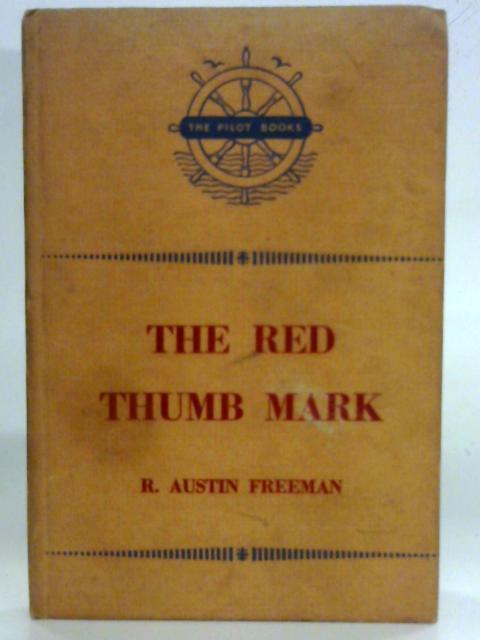 THE PILOT BOOKS
THE RED
THUMB MARK
R. AUSTIN FREEMAN